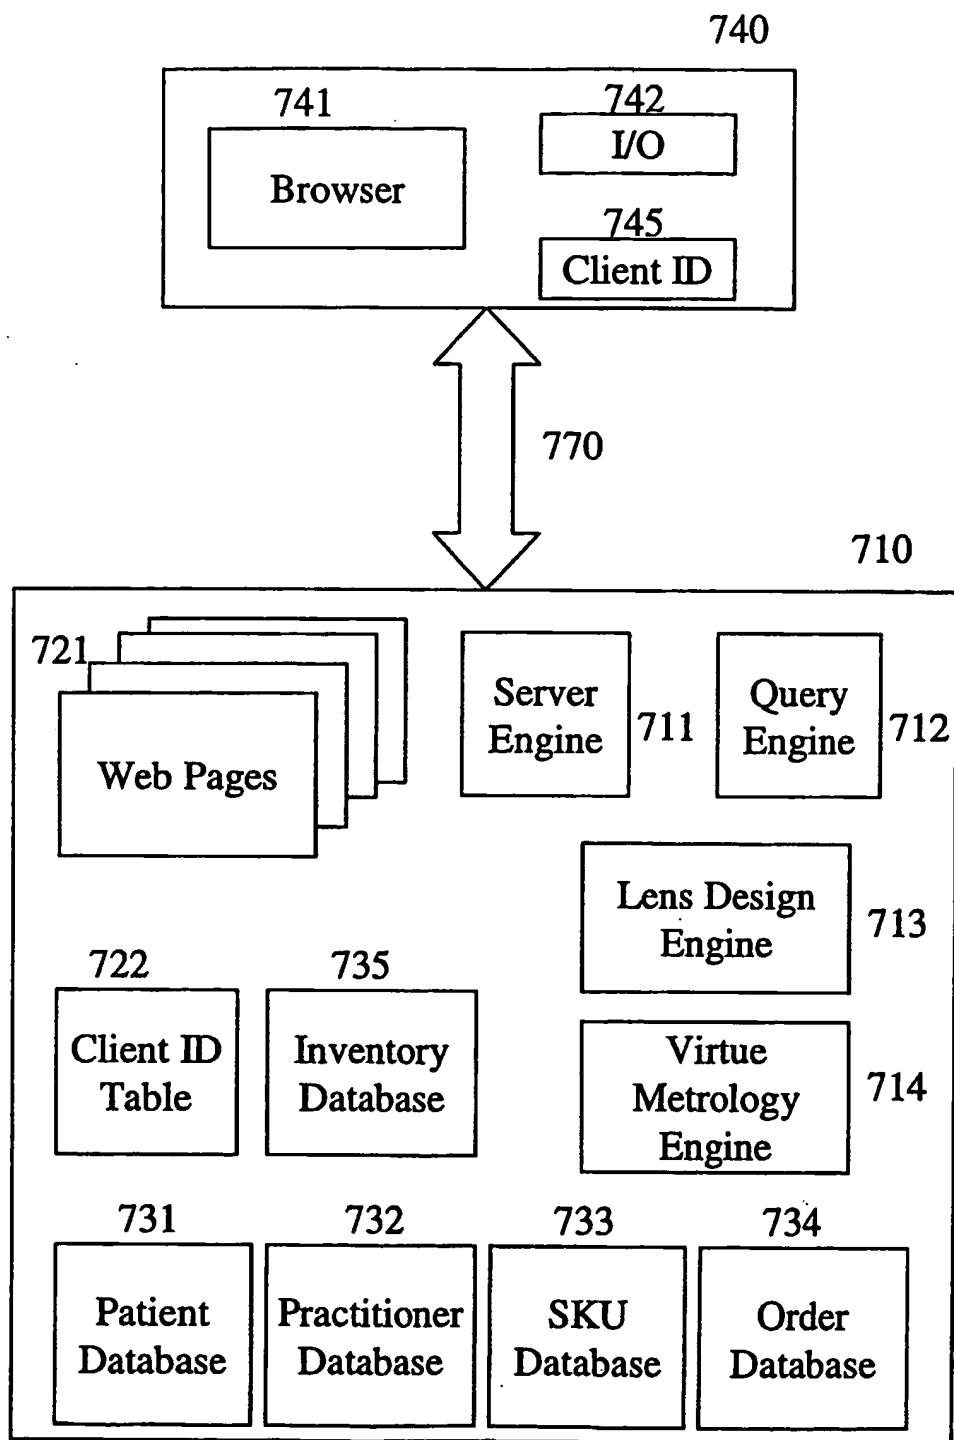 740
741
742
Browser
I/O
745
Client ID
770
710
721
Web Pages
Server
Engine
711
Query
Engine
712
Lens Design
Engine
713
722
735
Client ID
Table
Inventory
Database
Virtue
Metrology
Engine
714
731
732
733
734
Patient
Database
Practitioner
Database
SKU
Database
Order
Database